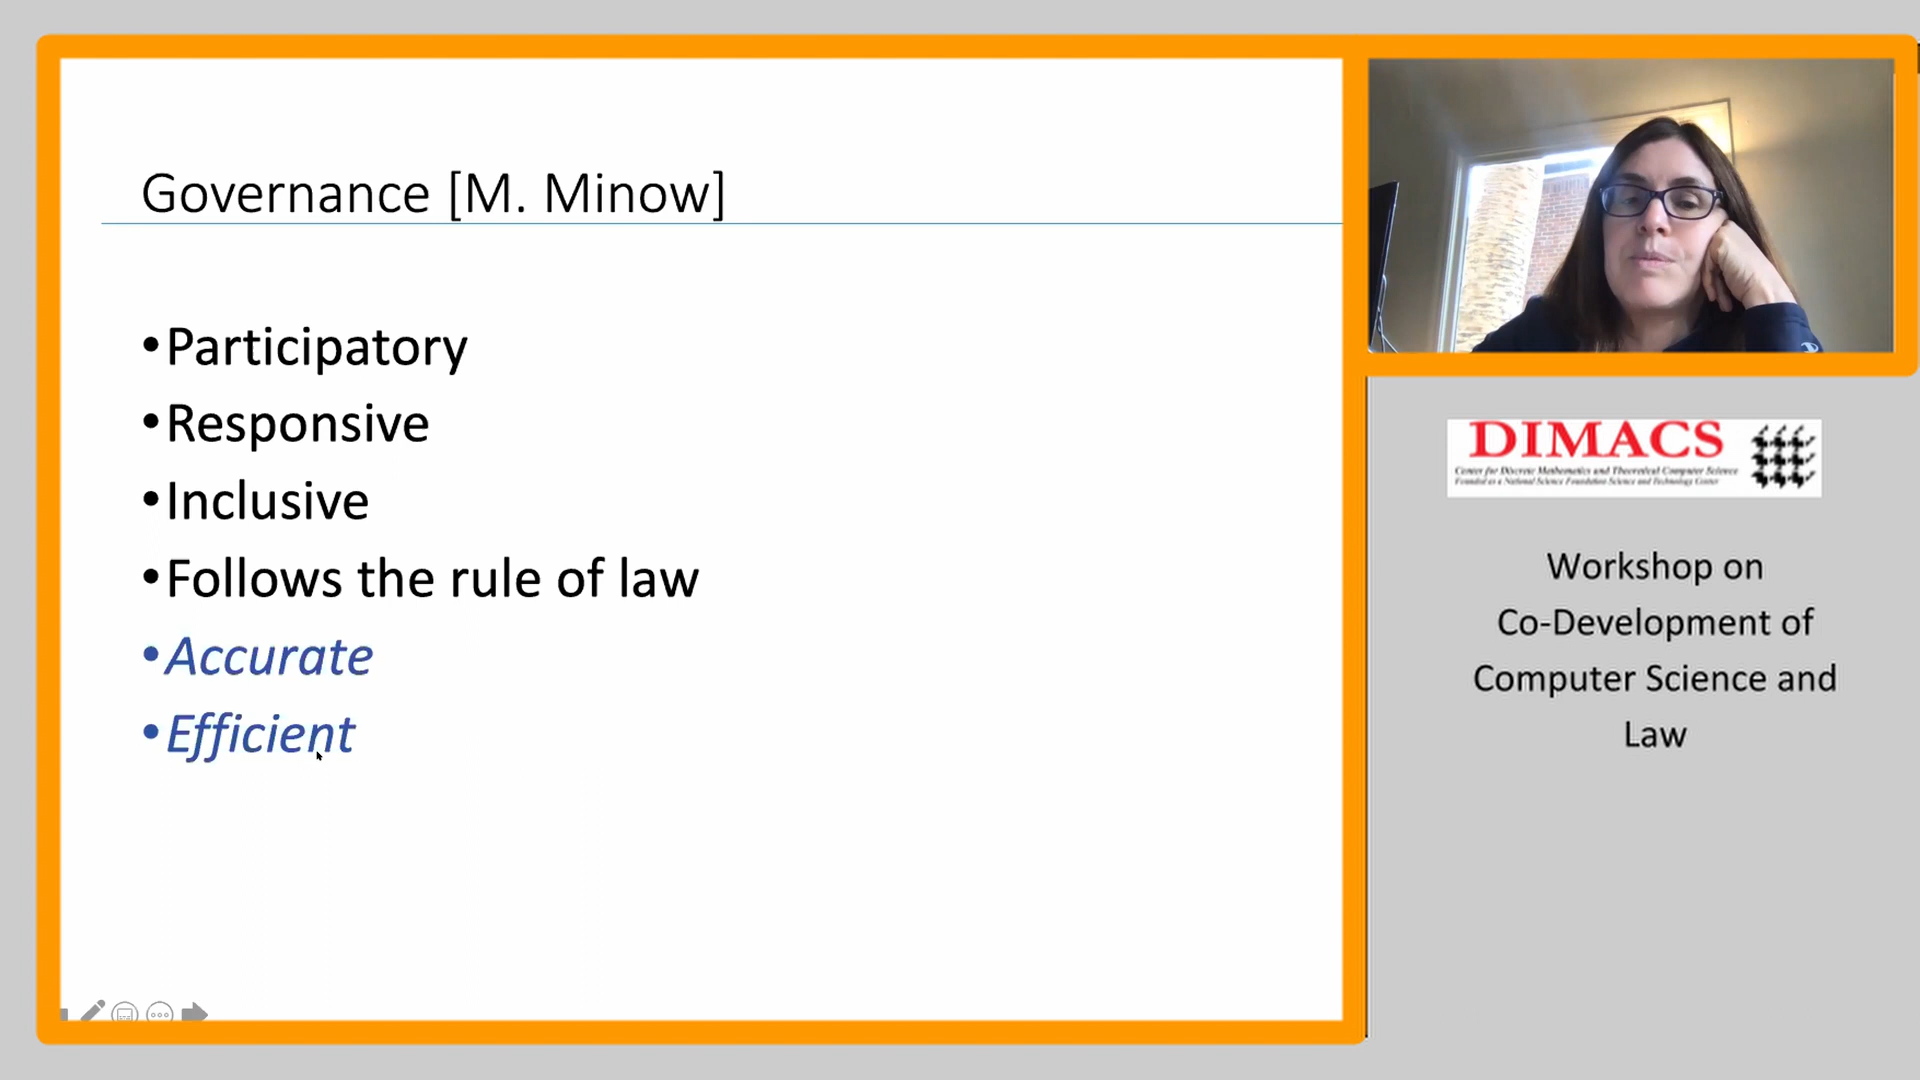 Governance [M. Minow]
•Participatory
•Responsive
•Inclusive
•Follows the rule of law
•Accurate
•Efficient
DIMACS
Center for Discrete Mathematics and Theoretical Computer Science
Founded as a National Science Foundation Science and Technology Center
Workshop on
Co-Development of
Computer Science and
Law